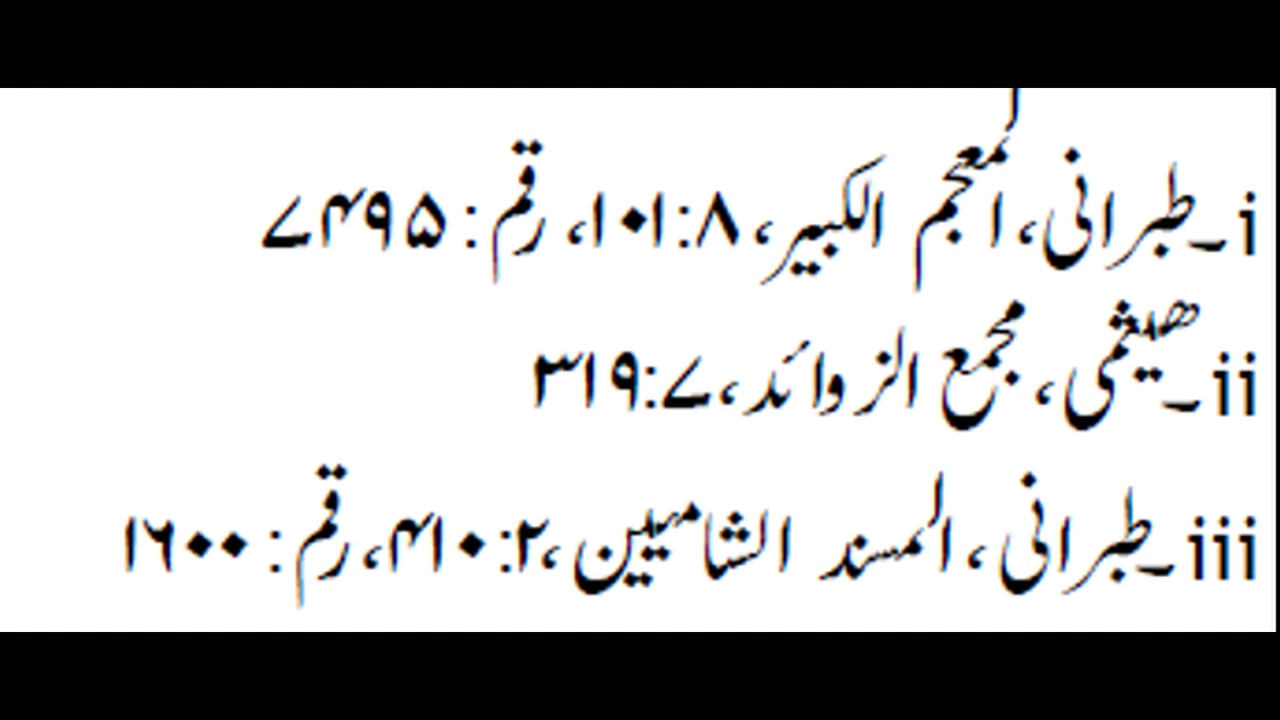 i۔طبرانی، المعجم الکبیر، ۸:۱۰۱، رقم: ۷۴۹۵
ii۔ھیثمی، مجمع الزوائد، ۷:۳۱۹
iii۔طبرانی، المسند الشامیین، ۲:۴۱۰، رقم: ۱۶۰۰